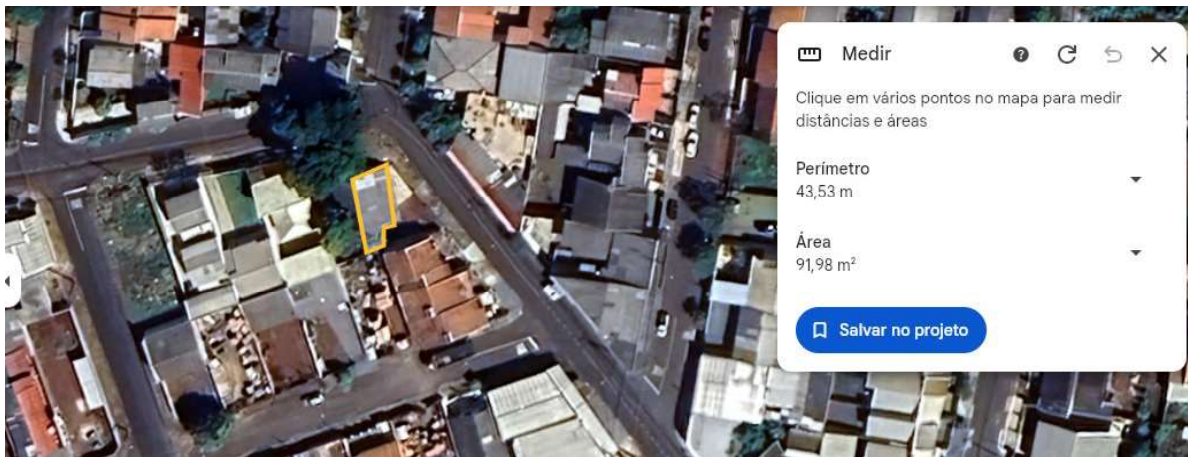 Medir
Clique em vários pontos no mapa para medir
distâncias e áreas
Perímetro
43,53 m
Área
91,98 m²
Salvar no projeto